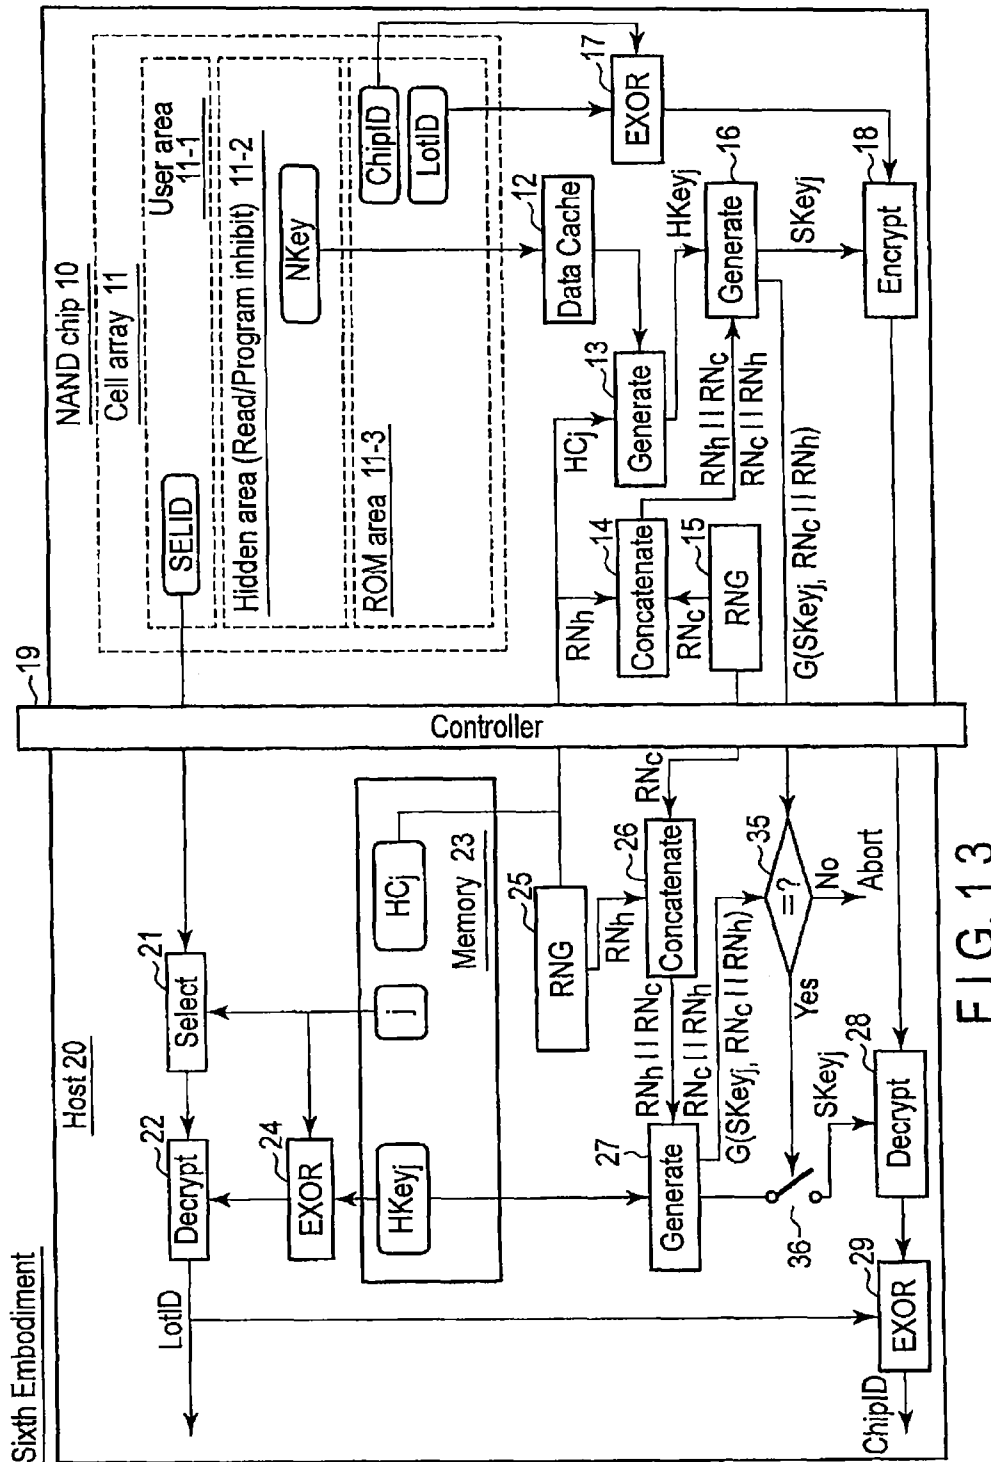 Sixth Embodiment
Host 20
LotID
Decrypt
22
Select
21
EXOR
24
HKeyj
j
HCj
Memory 23
RNG
25
RNh
Concatenate
26
RNc
RNh || RNc
RNc || RNh
Generate
27
G(SKeyj, RNc || RNh)
=?
35
Yes
No
Abort
36
SKeyj
Decrypt
28
EXOR
29
ChipID
Controller
19
NAND chip 10
Cell array 11
User area
11-1
SELID
Hidden area (Read/Program inhibit) 11-2
NKey
ROM area 11-3
ChipID
LotID
EXOR
17
Data Cache
12
Generate
13
HCj
HKeyj
RNh
Concatenate
14
RNc
RNG
15
RNh || RNc
RNc || RNh
Generate
16
SKeyj
G(SKeyj, RNc || RNh)
Encrypt
18
FIG. 13